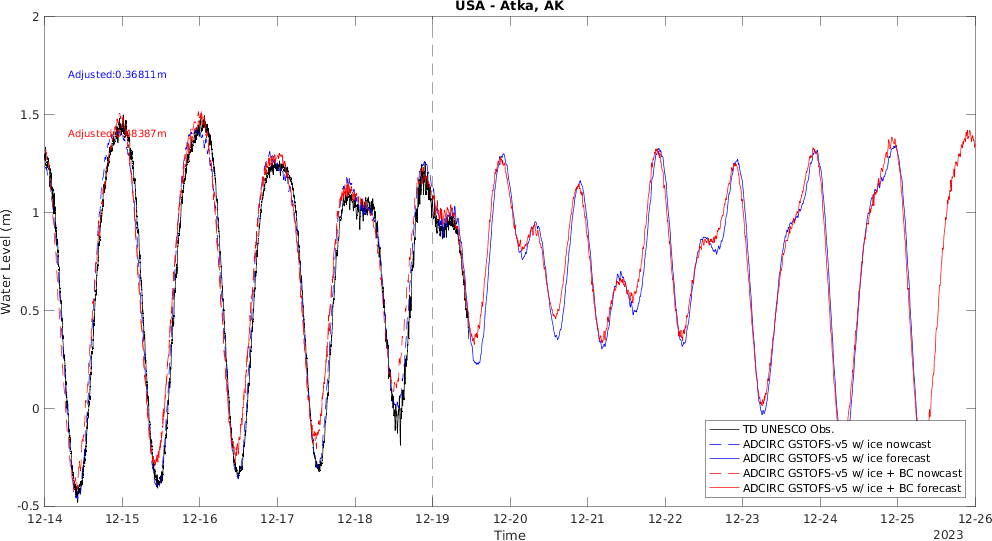 USA - Atka, AK
Adjusted:0.36811m
Adjusted:0.48387m
Water Level (m)
2
1.5
1
0.5
0
-0.5
TD UNESCO Obs.
ADCIRC GSTOFS-v5 w/ ice nowcast
ADCIRC GSTOFS-v5 w/ ice forecast
ADCIRC GSTOFS-v5 w/ ice + BC nowcast
ADCIRC GSTOFS-v5 w/ ice + BC forecast
12-14 12-15 12-16 12-17 12-18 12-19 12-20 12-21 12-22 12-23 12-24 12-25 12-26
Time
2023